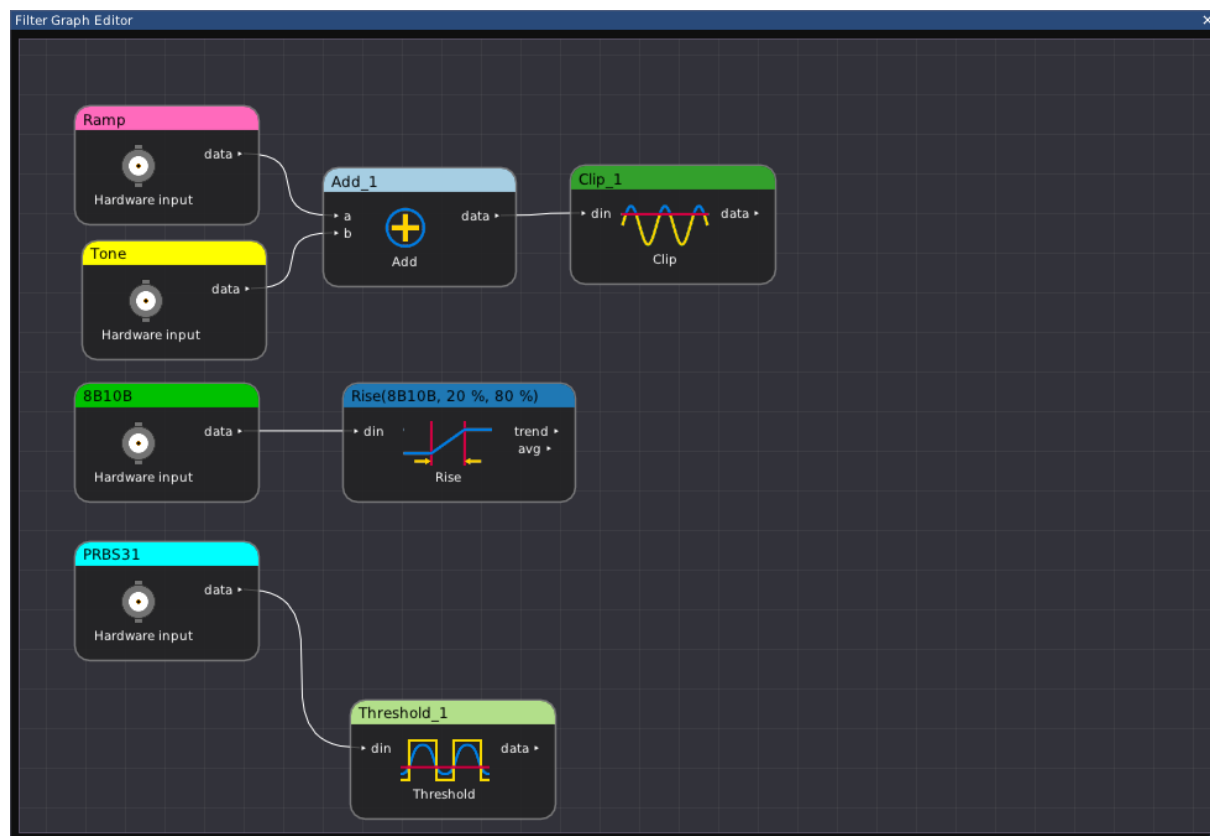 Filter Graph Editor
Ramp
data
Hardware input
Add_1
a
b
data
Add
Clip_1
din
data
Clip
Tone
data
Hardware input
8B10B
data
Hardware input
Rise(8B10B, 20 %, 80 %)
din
trend
avg
Rise
PRBS31
data
Hardware input
Threshold_1
din
data
Threshold